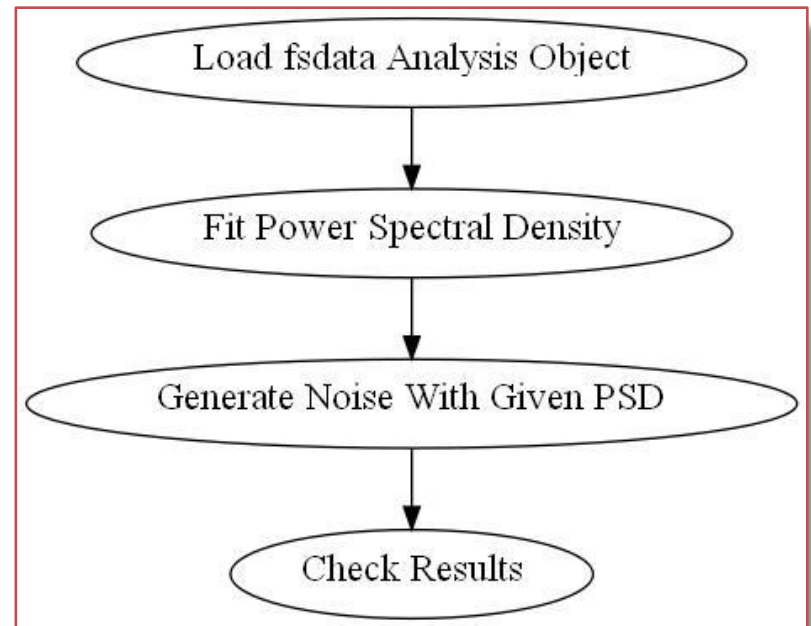 Load fsdata Analysis Object
Fit Power Spectral Density
Generate Noise With Given PSD
Check Results